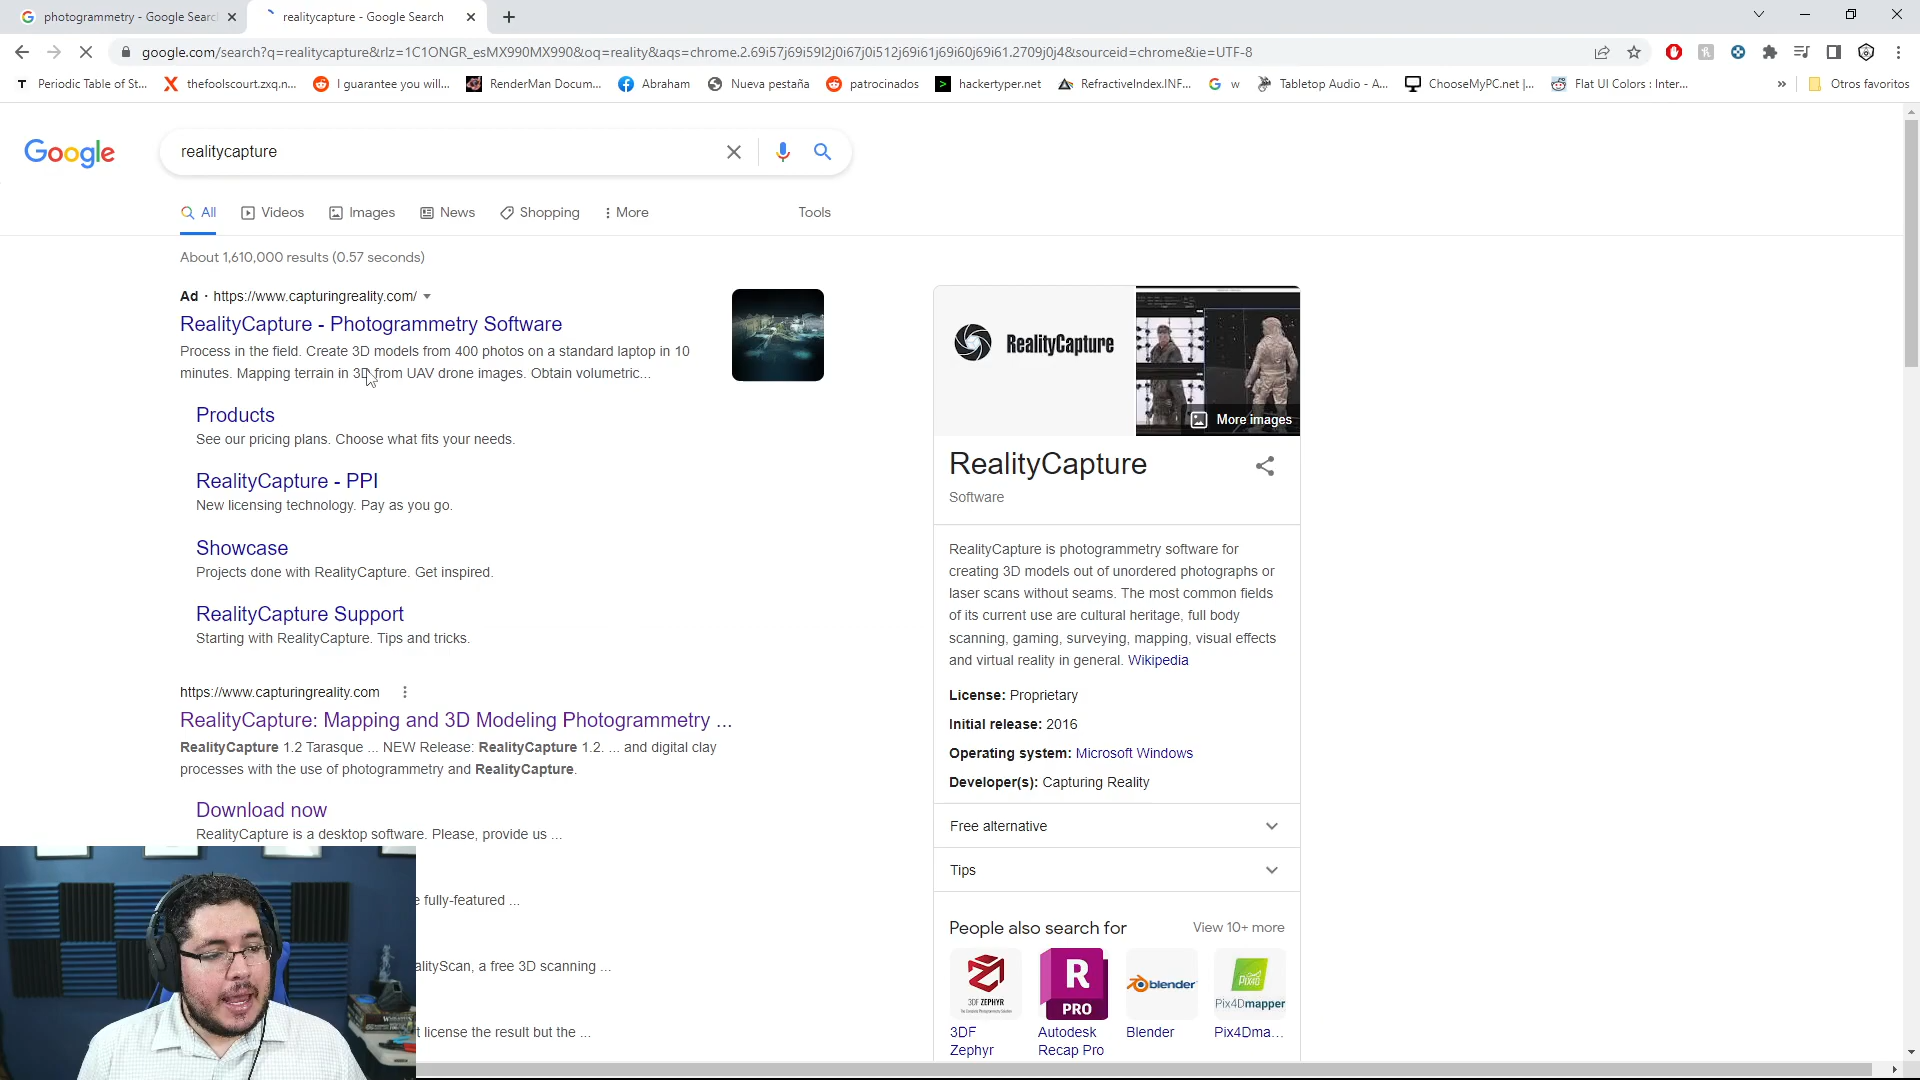 photogrammetry - Google Searc
realitycapture - Google Search
google.com/search?q=realitycapture&rlz=1C1ONGR_esMX990MX990&oq=reality&aqs=chrome.2.69i57j69i59l2j0i67j0i512j69i61j69i60j69i61.2709j0j4&sourceid=chrome&ie=UTF-8
Periodic Table of St...
thefoolscourt.zxq.n...
I guarantee you will...
RenderMan Docum...
Abraham
Nueva pestaña
patrocinados
hackertyper.net
RefractiveIndex.INF...
w
Tabletop Audio - A...
ChooseMyPC.net |...
Flat UI Colors : Inter...
»
Otros favoritos
Google
realitycapture
All
Videos
Images
News
Shopping
More
Tools
About 1,610,000 results (0.57 seconds)
Ad · https://www.capturingreality.com/
RealityCapture - Photogrammetry Software
Process in the field. Create 3D models from 400 photos on a standard laptop in 10
minutes. Mapping terrain in 3D from UAV drone images. Obtain volumetric...
Products
See our pricing plans. Choose what fits your needs.
RealityCapture - PPI
New licensing technology. Pay as you go.
Showcase
Projects done with RealityCapture. Get inspired.
RealityCapture Support
Starting with RealityCapture. Tips and tricks.
https://www.capturingreality.com
RealityCapture: Mapping and 3D Modeling Photogrammetry ...
RealityCapture 1.2 Tarasque ... NEW Release: RealityCapture 1.2. ... and digital clay
processes with the use of photogrammetry and RealityCapture.
Download now
RealityCapture is a desktop software. Please, provide us ...
fully-featured ...
alityScan, a free 3D scanning ...
t license the result but the ...
RealityCapture
More images
RealityCapture
Software
RealityCapture is photogrammetry software for
creating 3D models out of unordered photographs or
laser scans without seams. The most common fields
of its current use are cultural heritage, full body
scanning, gaming, surveying, mapping, visual effects
and virtual reality in general. Wikipedia
License: Proprietary
Initial release: 2016
Operating system: Microsoft Windows
Developer(s): Capturing Reality
Free alternative
Tips
People also search for
View 10+ more
3DF ZEPHYR
R
PRO
blender
PIX4D
Pix4Dmapper
3DF
Zephyr
Autodesk
Recap Pro
Blender
Pix4Dma...